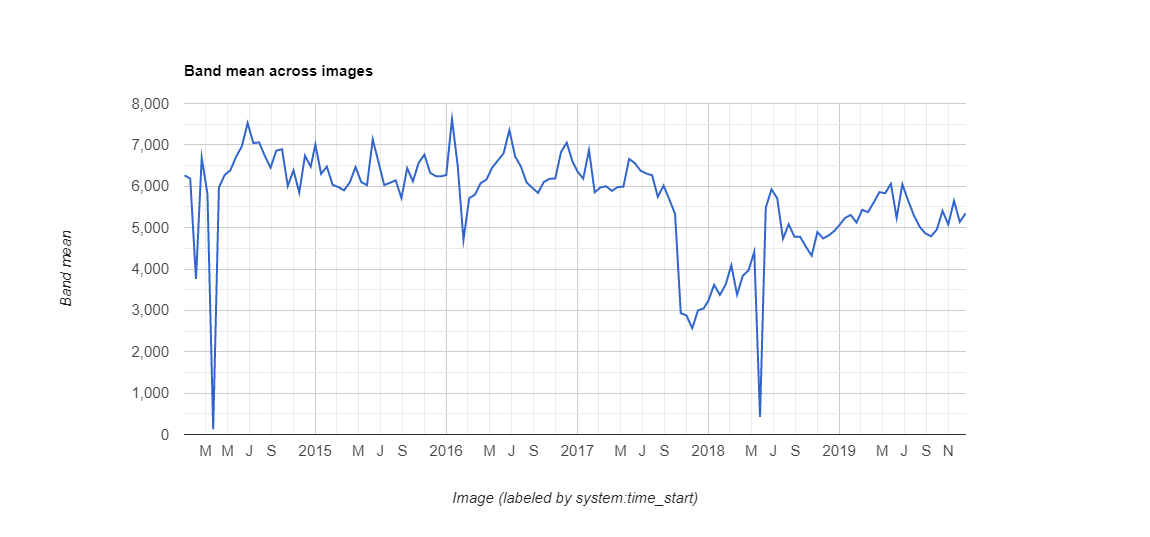 Band mean across images
8,000
7,000
6,000
5,000
4,000
3,000
2,000
1,000
0
Band mean
M M J S 2015 M J S 2016 M J S 2017 M J S 2018 M J S 2019 M J S N
Image (labeled by system:time_start)